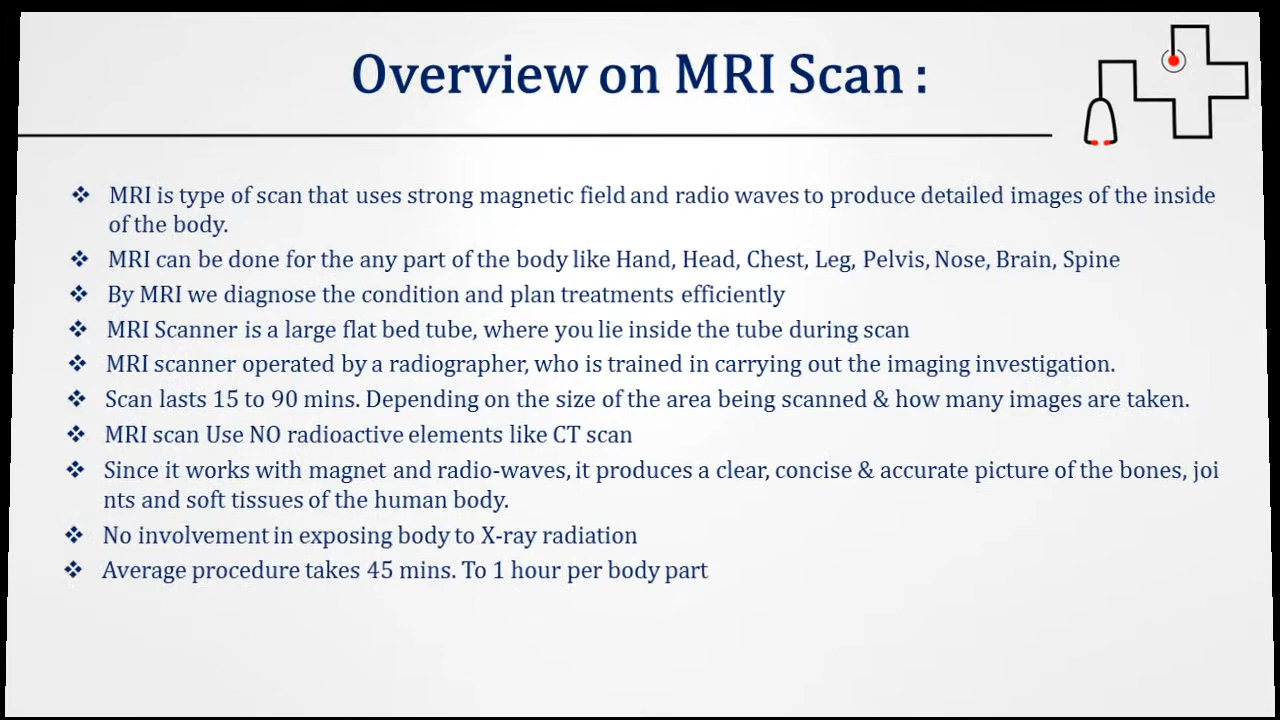 Overview on MRI Scan :
MRI is type of scan that uses strong magnetic field and radio waves to produce detailed images of the inside
of the body.
MRI can be done for the any part of the body like Hand, Head, Chest, Leg, Pelvis, Nose, Brain, Spine
By MRI we diagnose the condition and plan treatments efficiently
MRI Scanner is a large flat bed tube, where you lie inside the tube during scan
MRI scanner operated by a radiographer, who is trained in carrying out the imaging investigation.
Scan lasts 15 to 90 mins. Depending on the size of the area being scanned & how many images are taken.
MRI scan Use NO radioactive elements like CT scan
Since it works with magnet and radio-waves, it produces a clear, concise & accurate picture of the bones, joi
nts and soft tissues of the human body.
No involvement in exposing body to X-ray radiation
Average procedure takes 45 mins. To 1 hour per body part